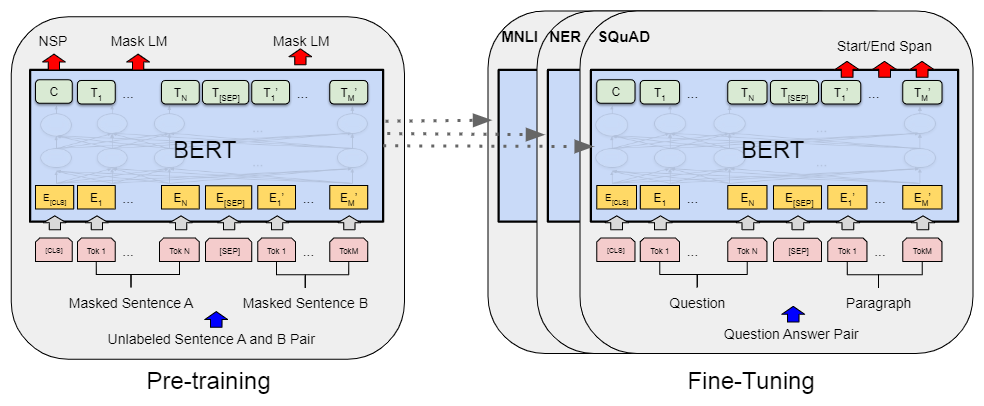 NSP Mask LM Mask LM
C T1 ... TN T[SEP] T1' ... TM'
BERT
E[CLS] E1 ... EN E[SEP] E1' ... EM'
[CLS] Tok 1 ... Tok N [SEP] Tok 1 ... TokM
Masked Sentence A Masked Sentence B
Unlabeled Sentence A and B Pair
Pre-training
MNLI NER SQuAD
Start/End Span
C T1 ... TN T[SEP] T1' ... TM'
BERT
E[CLS] E1 ... EN E[SEP] E1' ... EM'
[CLS] Tok 1 ... Tok N [SEP] Tok 1 ... TokM
Question Paragraph
Question Answer Pair
Fine-Tuning